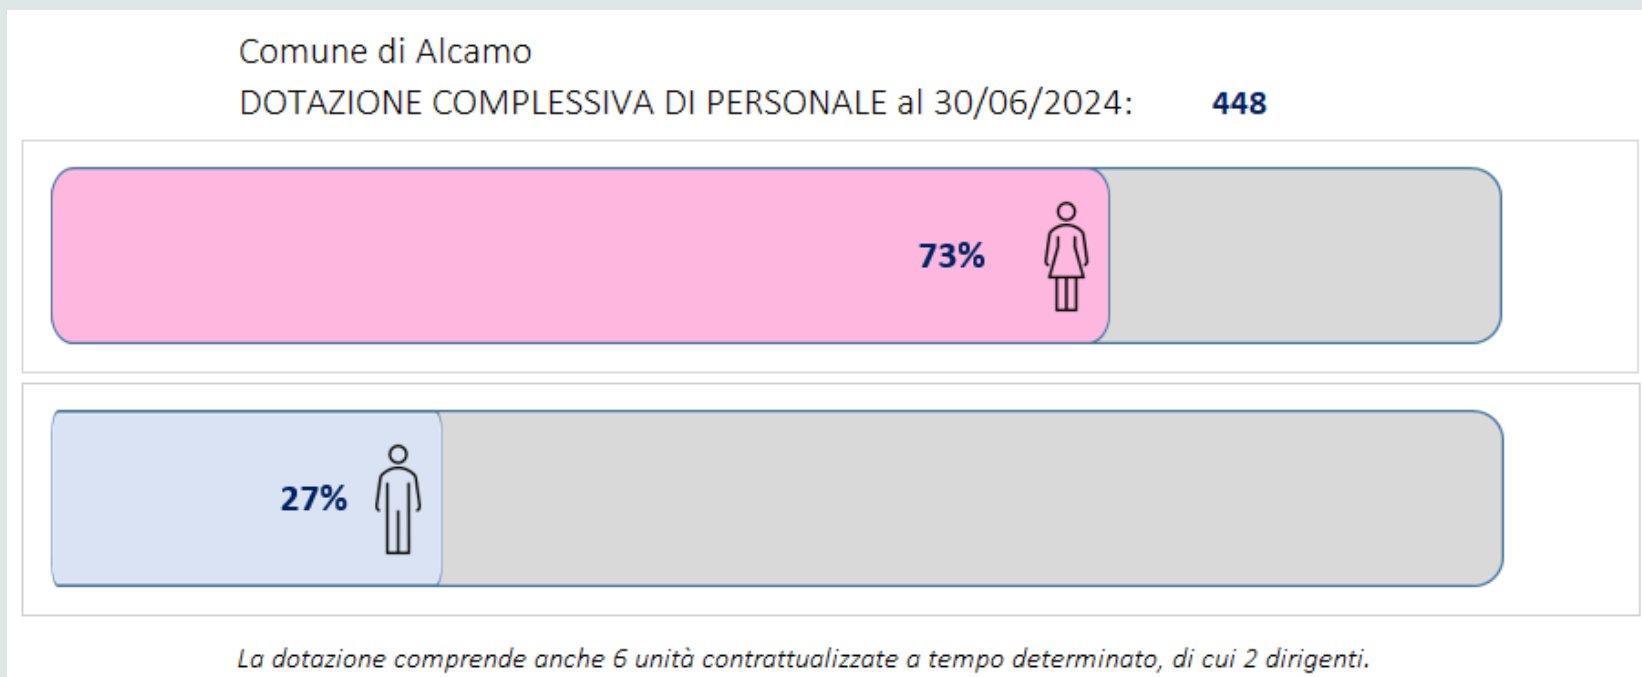 Comune di Alcamo
DOTAZIONE COMPLESSIVA DI PERSONALE al 30/06/2024: 448
73%
27%
La dotazione comprende anche 6 unità contrattualizzate a tempo determinato, di cui 2 dirigenti.